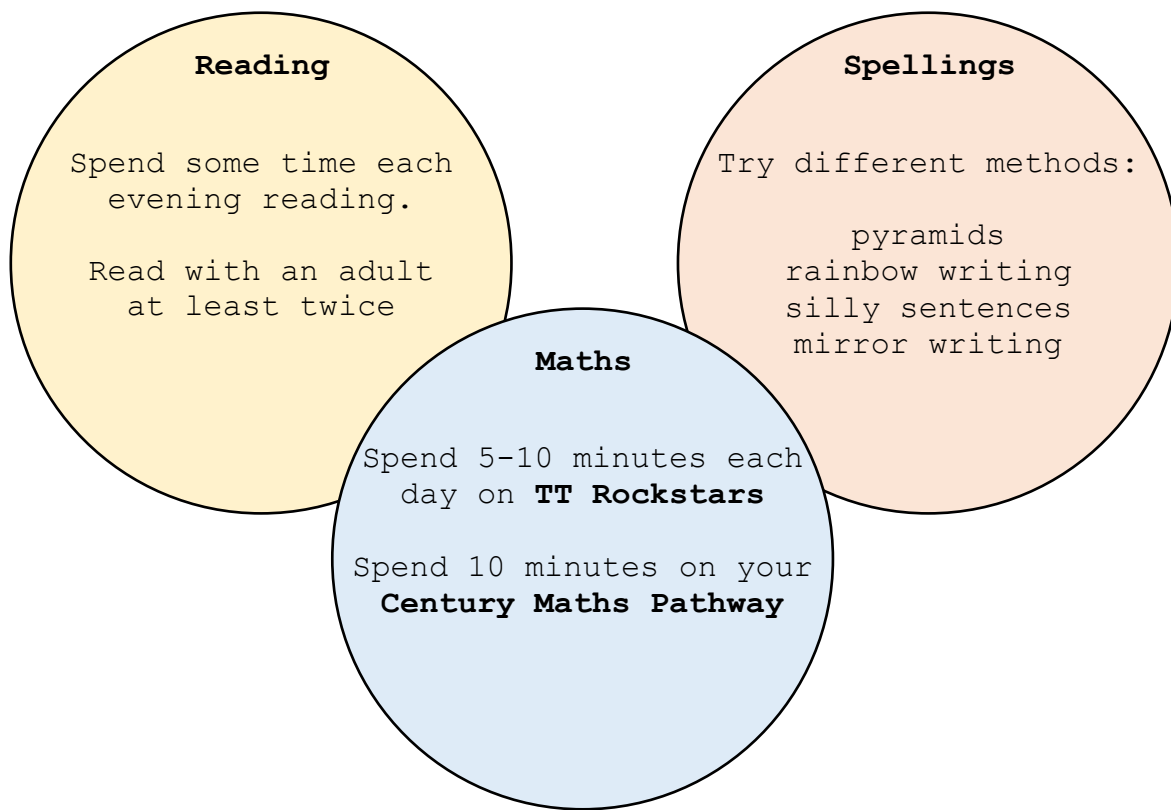 Reading
Spend some time each
evening reading.
Read with an adult
at least twice
Spellings
Try different methods:
pyramids
rainbow writing
silly sentences
mirror writing
Maths
Spend 5-10 minutes each
day on TT Rockstars
Spend 10 minutes on your
Century Maths Pathway